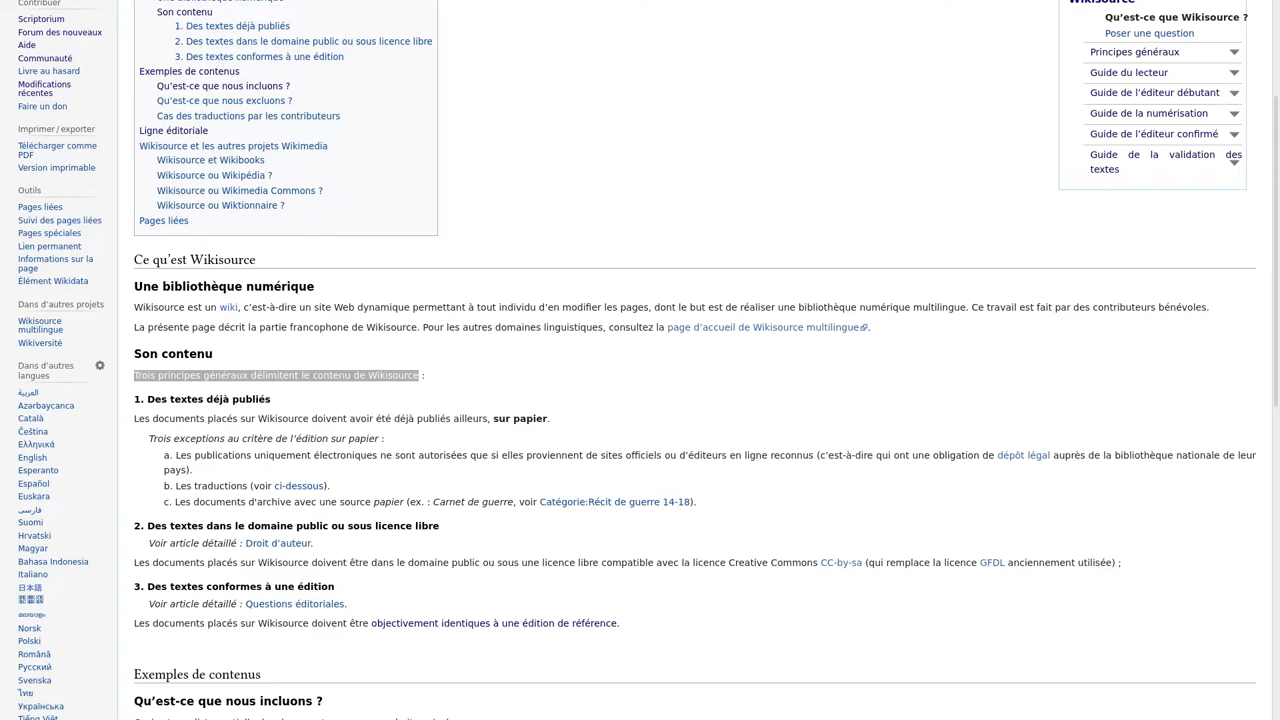 Contribuer
Scriptorium
Forum des nouveaux
Aide
Communauté
Livre au hasard
Modifications
récentes
Faire un don
Imprimer / exporter
Télécharger comme
PDF
Version imprimable
Outils
Pages liées
Suivi des pages liées
Pages spéciales
Lien permanent
Informations sur la
page
Élément Wikidata
Dans d'autres projets
Wikisource
multilingue
Wikiversité
Dans d'autres
langues
العربية
Azərbaycanca
Català
Čeština
Ελληνικά
English
Esperanto
Español
Euskara
فارسی
Suomi
Hrvatski
Magyar
Bahasa Indonesia
Italiano
日本語
Norsk
Polski
Română
Русский
Svenska
ไทย
Українська
Tiếng Việt
Son contenu
1. Des textes déjà publiés
2. Des textes dans le domaine public ou sous licence libre
3. Des textes conformes à une édition
Exemples de contenus
Qu’est-ce que nous incluons ?
Qu’est-ce que nous excluons ?
Cas des traductions par les contributeurs
Ligne éditoriale
Wikisource et les autres projets Wikimedia
Wikisource et Wikibooks
Wikisource ou Wikipédia ?
Wikisource ou Wikimedia Commons ?
Wikisource ou Wiktionnaire ?
Pages liées
Wikisource
Qu’est-ce que Wikisource ?
Poser une question
Principes généraux
Guide du lecteur
Guide de l’éditeur débutant
Guide de la numérisation
Guide de l’éditeur confirmé
Guide de la validation des
textes
Ce qu’est Wikisource
Une bibliothèque numérique
Wikisource est un wiki, c’est-à-dire un site Web dynamique permettant à tout individu d’en modifier les pages, dont le but est de réaliser une bibliothèque numérique multilingue. Ce travail est fait par des contributeurs bénévoles.
La présente page décrit la partie francophone de Wikisource. Pour les autres domaines linguistiques, consultez la page d’accueil de Wikisource multilingue.
Son contenu
Trois principes généraux délimitent le contenu de Wikisource :
1. Des textes déjà publiés
Les documents placés sur Wikisource doivent avoir été déjà publiés ailleurs, sur papier.
Trois exceptions au critère de l’édition sur papier :
a. Les publications uniquement électroniques ne sont autorisées que si elles proviennent de sites officiels ou d’éditeurs en ligne reconnus (c’est-à-dire qui ont une obligation de dépôt légal auprès de la bibliothèque nationale de leur
pays).
b. Les traductions (voir ci-dessous).
c. Les documents d'archive avec une source papier (ex. : Carnet de guerre, voir Catégorie:Récit de guerre 14-18).
2. Des textes dans le domaine public ou sous licence libre
Voir article détaillé : Droit d’auteur.
Les documents placés sur Wikisource doivent être dans le domaine public ou sous une licence libre compatible avec la licence Creative Commons CC-by-sa (qui remplace la licence GFDL anciennement utilisée) ;
3. Des textes conformes à une édition
Voir article détaillé : Questions éditoriales.
Les documents placés sur Wikisource doivent être objectivement identiques à une édition de référence.
Exemples de contenus
Qu’est-ce que nous incluons ?